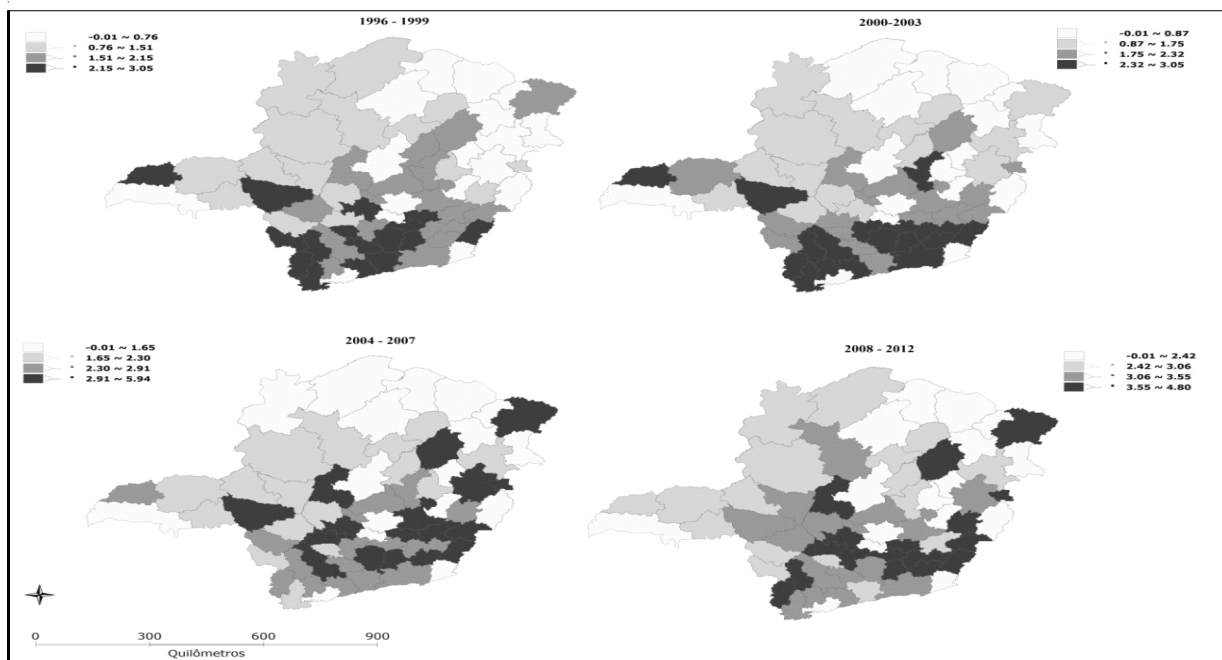 1996 - 1999
-0.01 ~ 0.76
0.76 ~ 1.51
1.51 ~ 2.15
2.15 ~ 3.05
2000-2003
-0.01 ~ 0.87
0.87 ~ 1.75
1.75 ~ 2.32
2.32 ~ 3.05
2004 - 2007
-0.01 ~ 1.65
1.65 ~ 2.30
2.30 ~ 2.91
2.91 ~ 5.94
2008 - 2012
-0.01 ~ 2.42
2.42 ~ 3.06
3.06 ~ 3.55
3.55 ~ 4.80
0 300 600 900
Quilômetros